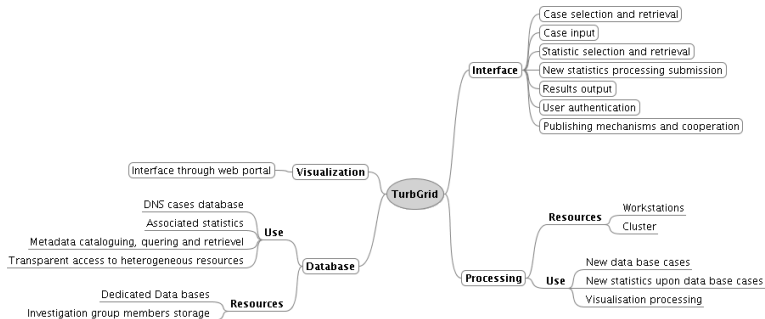 TurbGrid
Interface
Case selection and retrieval
Case input
Statistic selection and retrieval
New statistics processing submission
Results output
User authentication
Publishing mechanisms and cooperation
Visualization
Interface through web portal
Database
Use
DNS cases database
Associated statistics
Metadata cataloguing, quering and retrievel
Transparent access to heterogeneous resources
Resources
Dedicated Data bases
Investigation group members storage
Processing
Resources
Workstations
Cluster
Use
New data base cases
New statistics upon data base cases
Visualisation processing